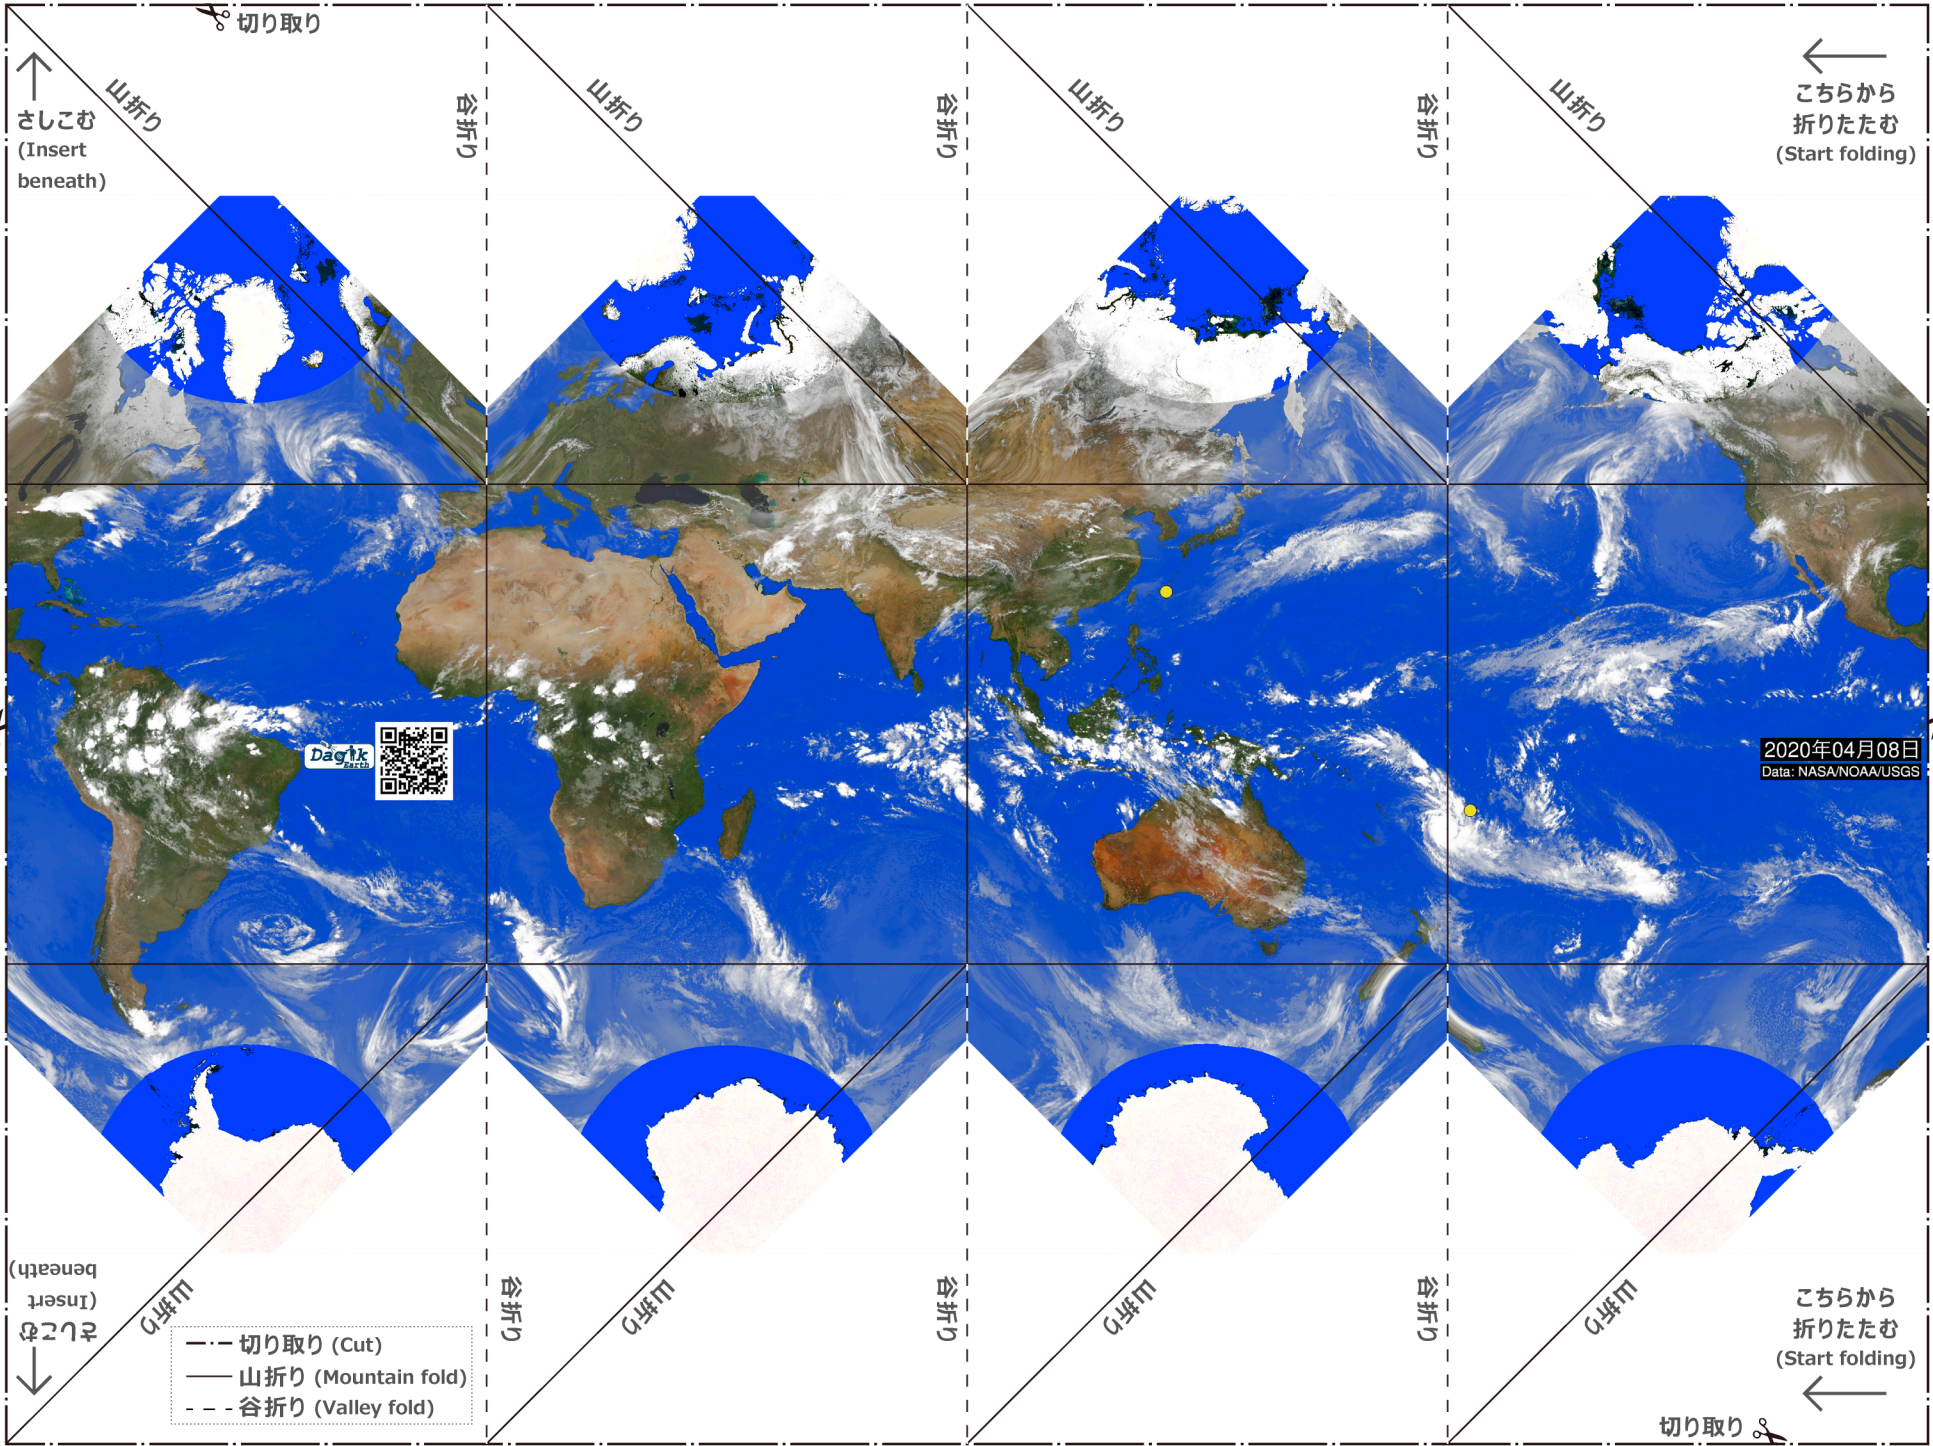 切り取り
山折り
谷折り
山折り
谷折り
山折り
谷折り
山折り
さしこむ
(Insert
beneath)
こちらから
折りたたむ
(Start folding)
Dagik
Earth
2020年04月08日
Data: NASA/NOAA/USGS
さしこむ
(Insert
beneath)
山折り
谷折り
山折り
谷折り
山折り
谷折り
山折り
切り取り (Cut)
山折り (Mountain fold)
谷折り (Valley fold)
こちらから
折りたたむ
(Start folding)
切り取り